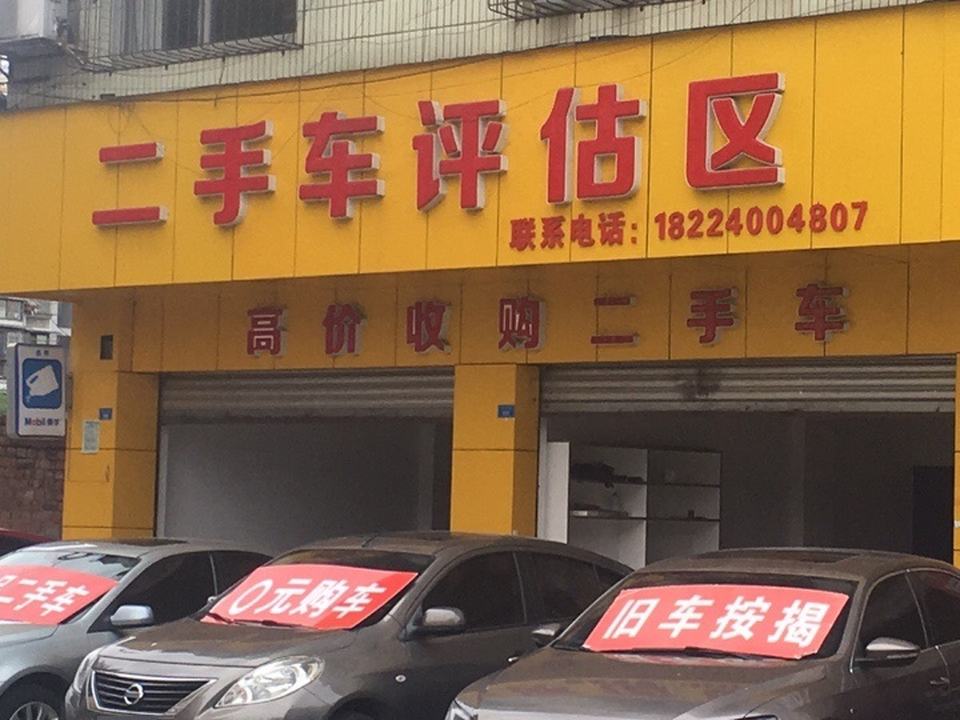 二手车评估区
联系电话：18224004807
高价收购二手车
Mobil
二手车
0元购车
旧车按揭